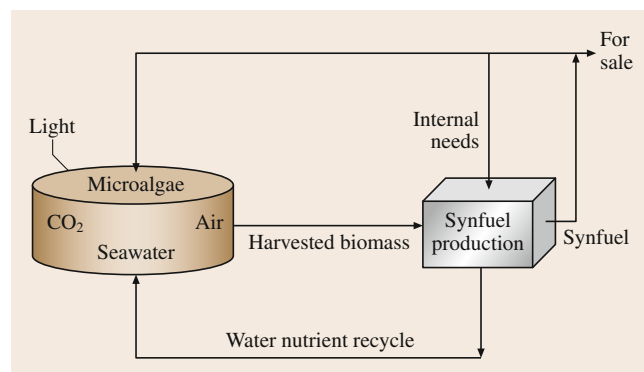 For
sale
Internal
needs
Light
Microalgae
CO₂
Air
Seawater
Harvested biomass
Synfuel
production
Synfuel
Water nutrient recycle